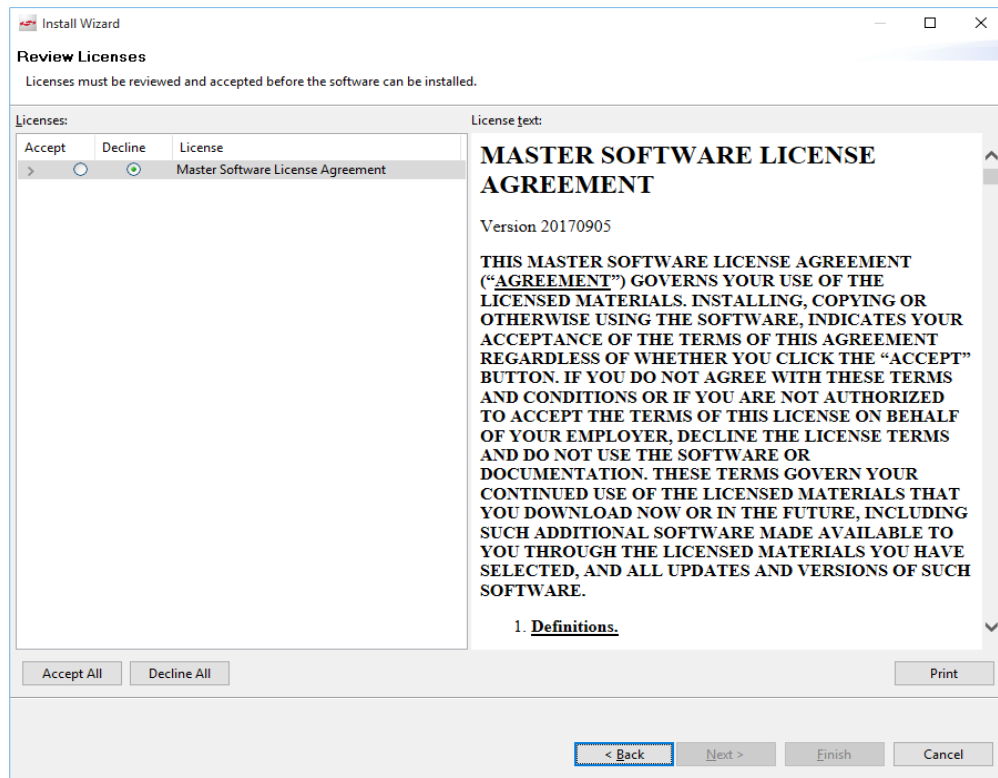 Install Wizard
Review Licenses
Licenses must be reviewed and accepted before the software can be installed.
Licenses:
Accept Decline License
Master Software License Agreement
License text:
MASTER SOFTWARE LICENSE
AGREEMENT
Version 20170905
THIS MASTER SOFTWARE LICENSE AGREEMENT
(“AGREEMENT”) GOVERNS YOUR USE OF THE
LICENSED MATERIALS. INSTALLING, COPYING OR
OTHERWISE USING THE SOFTWARE, INDICATES YOUR
ACCEPTANCE OF THE TERMS OF THIS AGREEMENT
REGARDLESS OF WHETHER YOU CLICK THE “ACCEPT”
BUTTON. IF YOU DO NOT AGREE WITH THESE TERMS
AND CONDITIONS OR IF YOU ARE NOT AUTHORIZED
TO ACCEPT THE TERMS OF THIS LICENSE ON BEHALF
OF YOUR EMPLOYER, DECLINE THE LICENSE TERMS
AND DO NOT USE THE SOFTWARE OR
DOCUMENTATION. THESE TERMS GOVERN YOUR
CONTINUED USE OF THE LICENSED MATERIALS THAT
YOU DOWNLOAD NOW OR IN THE FUTURE, INCLUDING
SUCH ADDITIONAL SOFTWARE MADE AVAILABLE TO
YOU THROUGH THE LICENSED MATERIALS YOU HAVE
SELECTED, AND ALL UPDATES AND VERSIONS OF SUCH
SOFTWARE.
1. Definitions.
Accept All Decline All Print
< Back Next > Finish Cancel